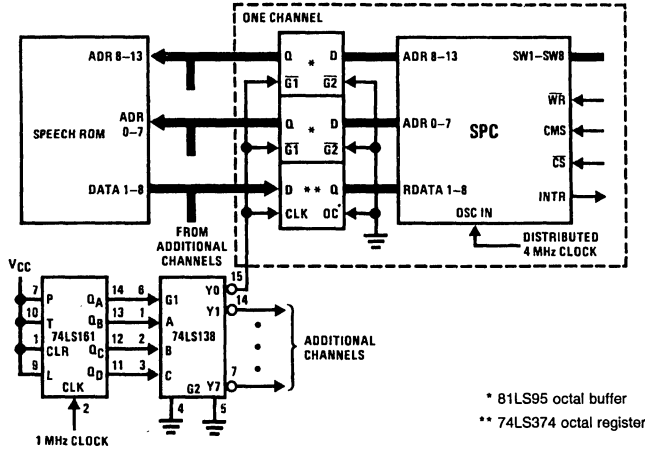 ONE CHANNEL
ADR 8-13
Q * D
G1 G2
ADR 8-13
SW1-SW8
SPEECH ROM
ADR
0-7
Q * D
G1 G2
ADR 0-7
SPC
WR
CMS
CS
INTR
DATA 1-8
D ** Q
CLK OC
RDATA 1-8
OSC IN
FROM
ADDITIONAL
CHANNELS
DISTRIBUTED
4 MHz CLOCK
VCC
7 P QA 14 6 G1 Y0 15
10 T QB 13 1 A Y1 14
74LS161
74LS138
1 CLR QC 12 2 B
9 L QD 11 3 C Y7 7
CLK
2
G2
4 5
ADDITIONAL
CHANNELS
1 MHz CLOCK
* 81LS95 octal buffer
** 74LS374 octal register